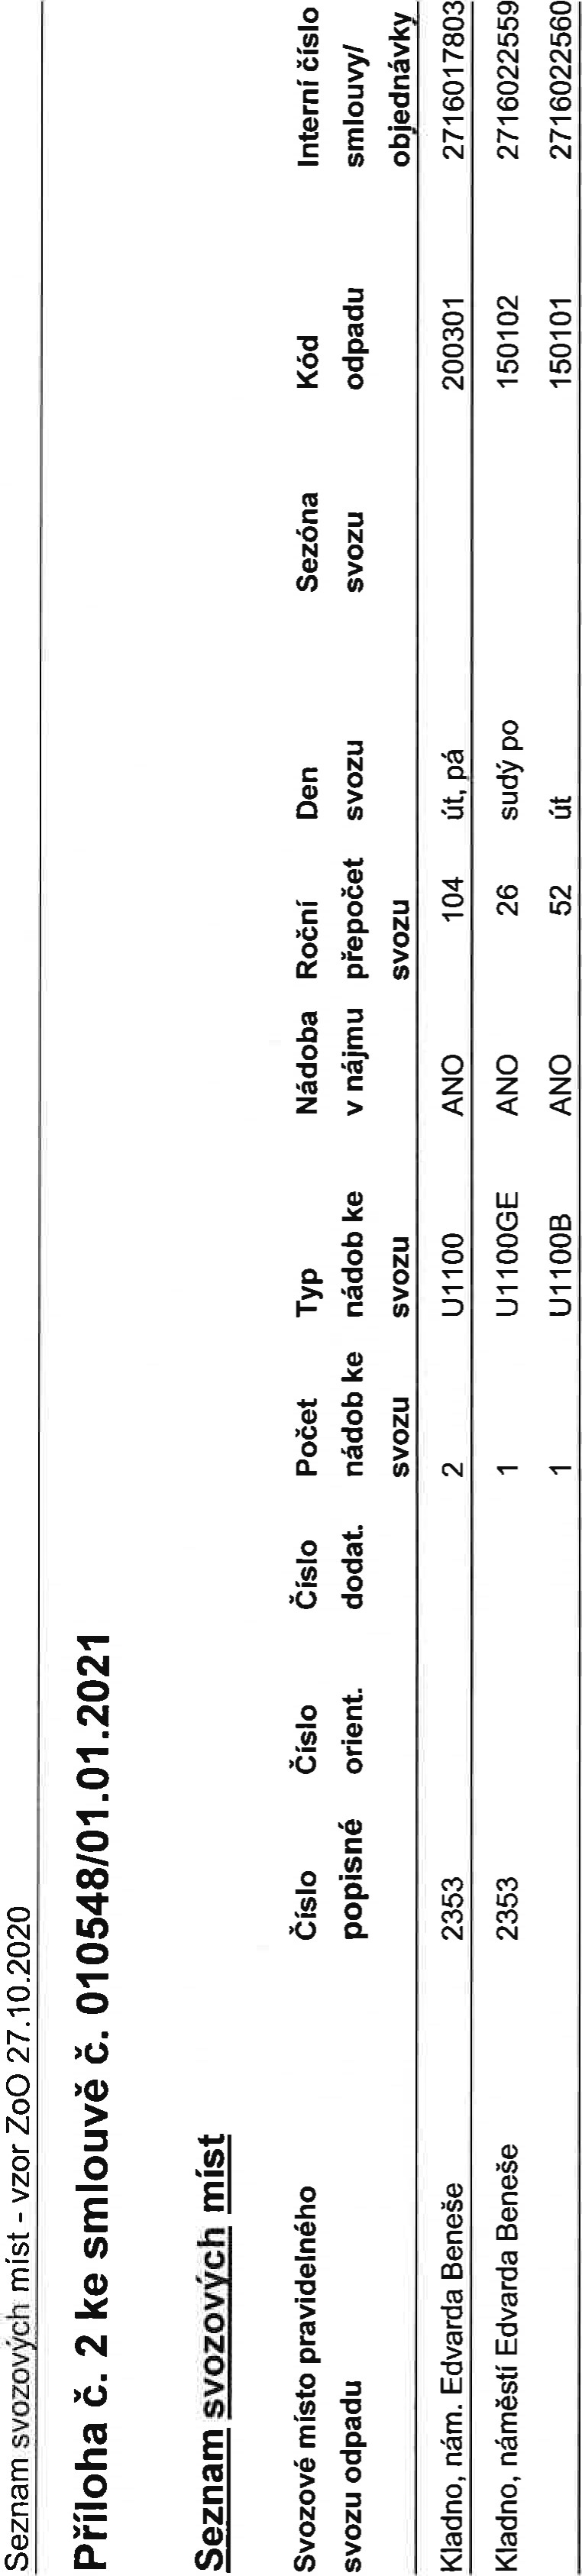 Seznam svozových míst - vzor ZoO 27.10.2020
Příloha č. 2 ke smlouvě č. 010548/01.01.2021
Seznam svozových míst
Svozové místo pravidelného Číslo Číslo Číslo Počet Typ Nádoba Roční Den Sezóna Kód Interní číslo
svozu odpadu popisné orient. dodat. nádob ke nádob ke v nájmu přepočet svozu svozu odpadu smlouvy/
svozu svozu svozu objednávky
Kladno, nám. Edvarda Beneše 2353 2 U1100 ANO 104 út, pá 200301 2716017803
Kladno, náměstí Edvarda Beneše 2353 1 U1100GE ANO 26 sudý po 150102 2716022559
1 U1100B ANO 52 út 150101 2716022560